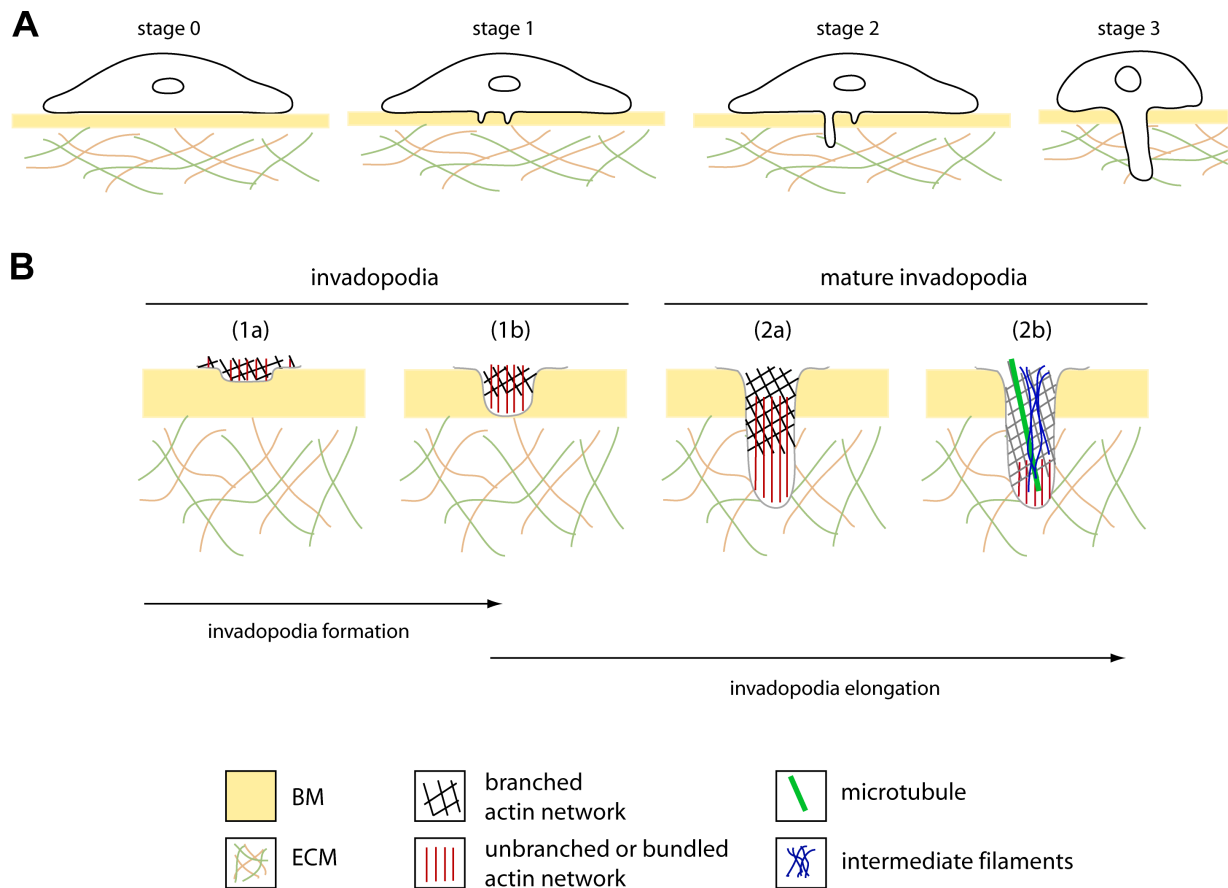 A
stage 0
stage 1
stage 2
stage 3
B
invadopodia
mature invadopodia
(1a)
(1b)
(2a)
(2b)
invadopodia formation
invadopodia elongation
BM
branched
actin network
microtubule
ECM
unbranched or bundled
actin network
intermediate filaments